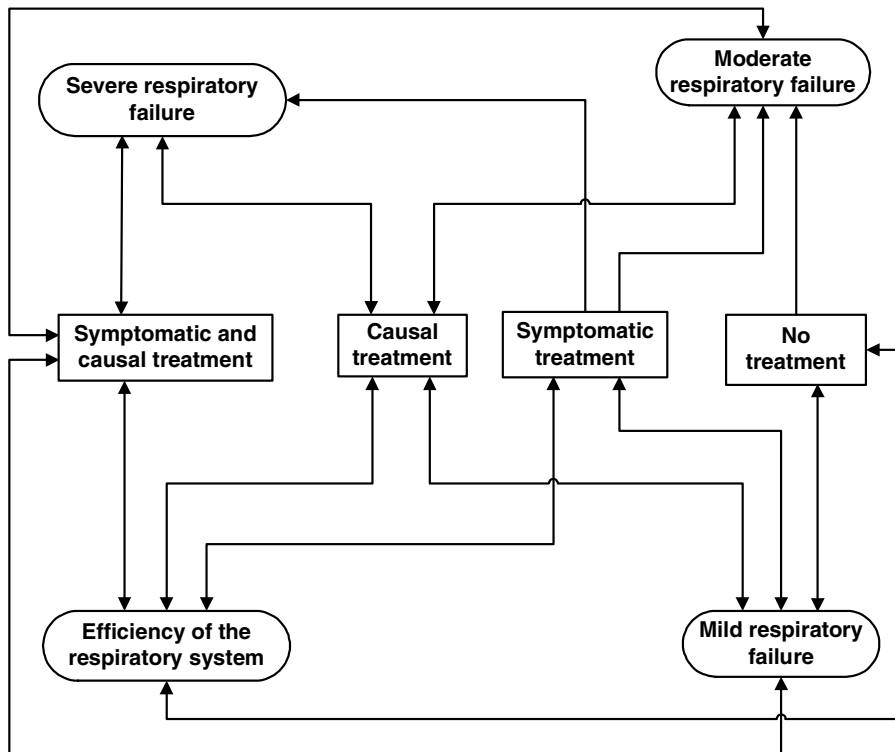 Moderate
respiratory failure
Severe respiratory
failure
Symptomatic and
causal treatment
Causal
treatment
Symptomatic
treatment
No
treatment
Efficiency of the
respiratory system
Mild respiratory
failure